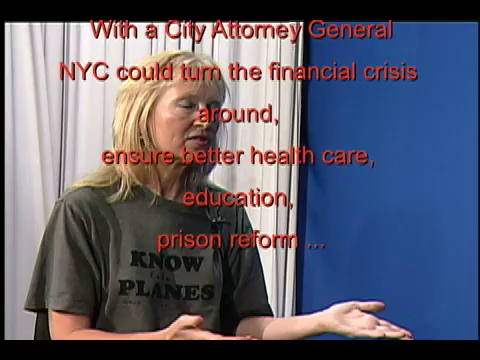 With a City Attorney General
NYC could turn the financial crisis
around,
ensure better health care,
education,
prison reform ...
KNOW
PLANES